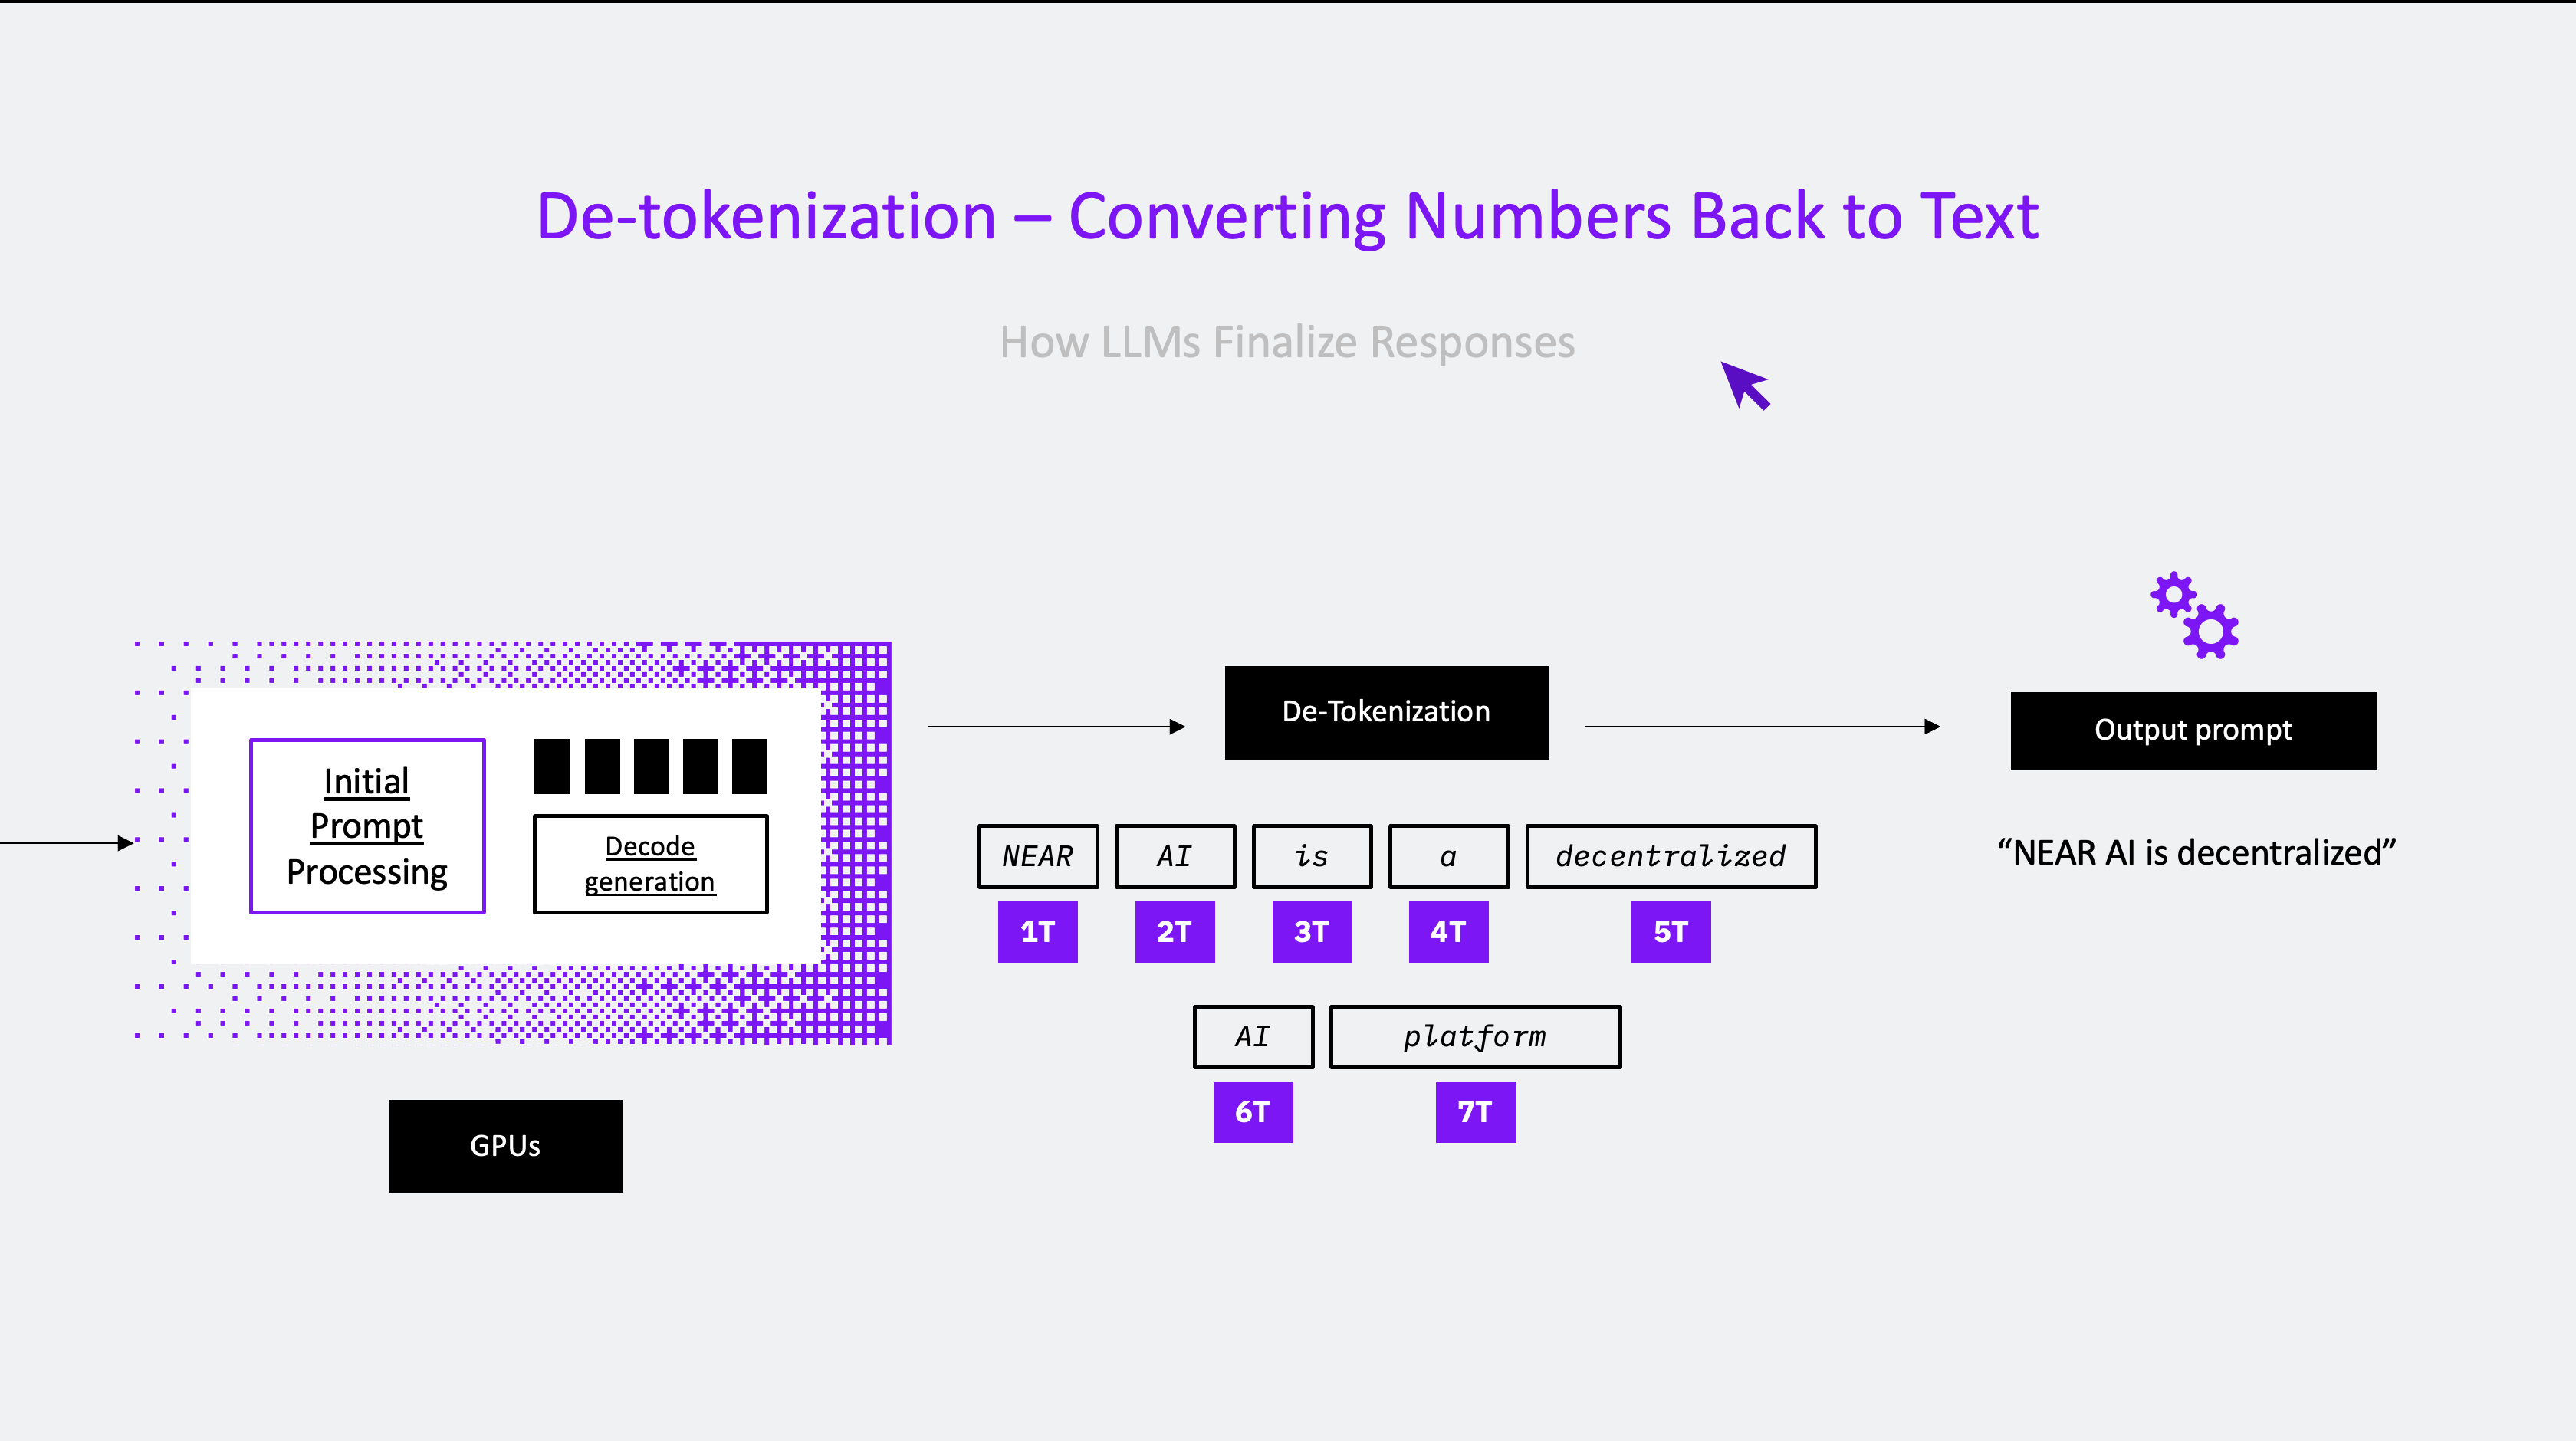 De-tokenization – Converting Numbers Back to Text
How LLMs Finalize Responses
Initial
Prompt
Processing
Decode
generation
GPUs
De-Tokenization
NEAR AI is a decentralized
1T 2T 3T 4T 5T
AI platform
6T 7T
Output prompt
“NEAR AI is decentralized”